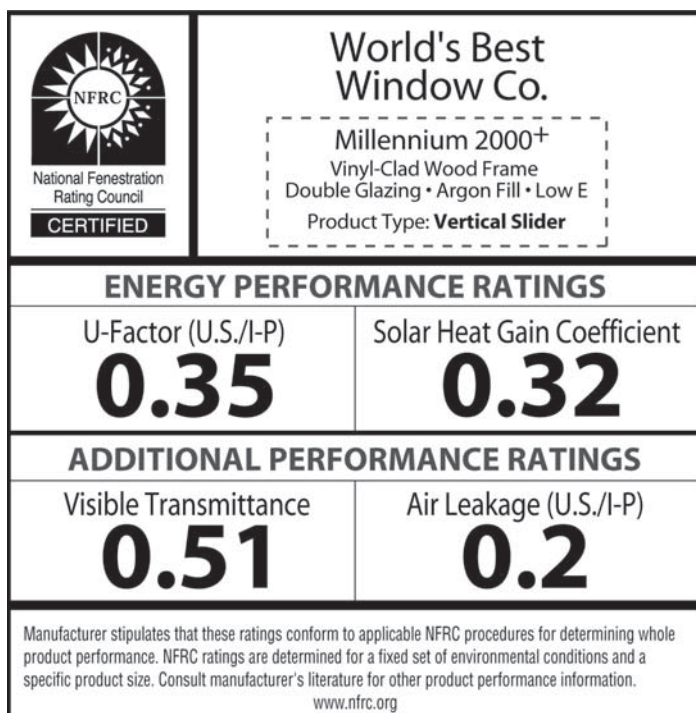 NFRC
National Fenestration
Rating Council
CERTIFIED
World's Best
Window Co.
Millennium 2000+
Vinyl-Clad Wood Frame
Double Glazing • Argon Fill • Low E
Product Type: Vertical Slider
ENERGY PERFORMANCE RATINGS
U-Factor (U.S./I-P)
0.35
Solar Heat Gain Coefficient
0.32
ADDITIONAL PERFORMANCE RATINGS
Visible Transmittance
0.51
Air Leakage (U.S./I-P)
0.2
Manufacturer stipulates that these ratings conform to applicable NFRC procedures for determining whole
product performance. NFRC ratings are determined for a fixed set of environmental conditions and a
specific product size. Consult manufacturer's literature for other product performance information.
www.nfrc.org